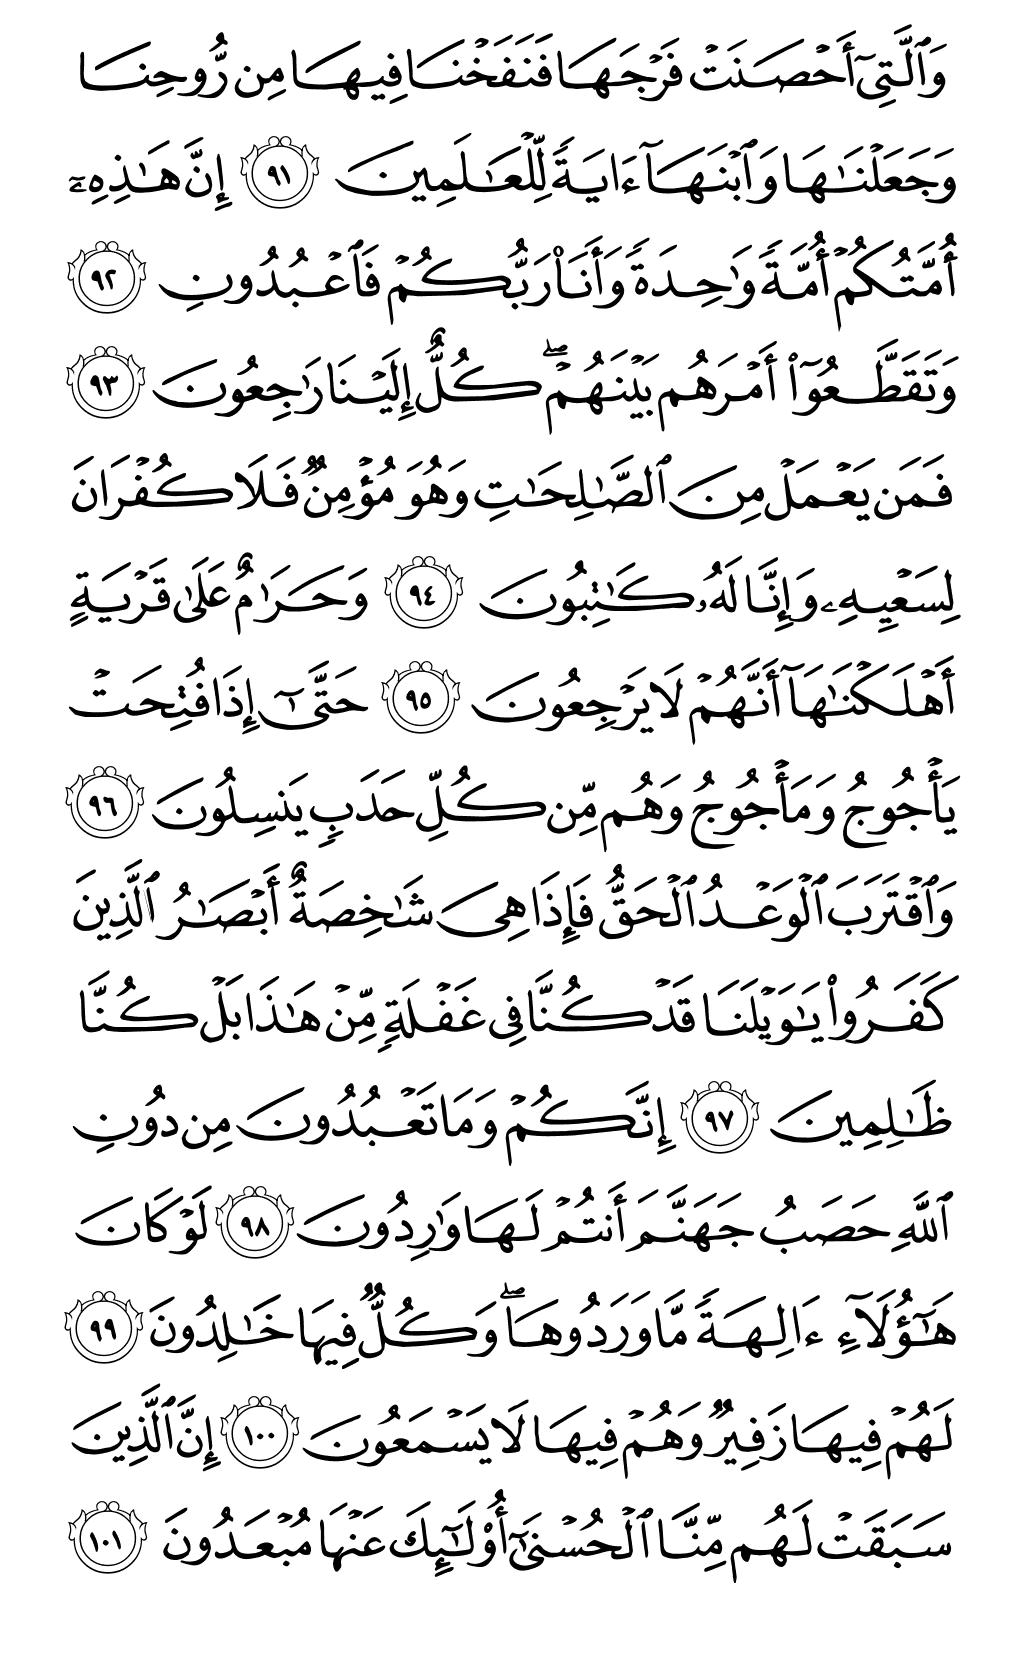 وَٱلَّتِىٓ أَحۡصَنَتۡ فَرۡجَهَا فَنَفَخۡنَا فِيهَا مِن رُّوحِنَا
وَجَعَلۡنَٰهَا وَٱبۡنَهَآ ءَايَةٗ لِّلۡعَٰلَمِينَ ٩١ إِنَّ هَٰذِهِۦٓ
أُمَّتُكُمۡ أُمَّةٗ وَٰحِدَةٗ وَأَنَا۠ رَبُّكُمۡ فَٱعۡبُدُونِ ٩٢
وَتَقَطَّعُوٓاْ أَمۡرَهُم بَيۡنَهُمۡۖ كُلٌّ إِلَيۡنَا رَٰجِعُونَ ٩٣
فَمَن يَعۡمَلۡ مِنَ ٱلصَّٰلِحَٰتِ وَهُوَ مُؤۡمِنٞ فَلَا كُفۡرَانَ
لِسَعۡيِهِۦ وَإِنَّا لَهُۥ كَٰتِبُونَ ٩٤ وَحَرَٰمٌ عَلَىٰ قَرۡيَةٍ
أَهۡلَكۡنَٰهَآ أَنَّهُمۡ لَا يَرۡجِعُونَ ٩٥ حَتَّىٰٓ إِذَا فُتِحَتۡ
يَأۡجُوجُ وَمَأۡجُوجُ وَهُم مِّن كُلِّ حَدَبٖ يَنسِلُونَ ٩٦
وَٱقۡتَرَبَ ٱلۡوَعۡدُ ٱلۡحَقُّ فَإِذَا هِىَ شَٰخِصَةٌ أَبۡصَٰرُ ٱلَّذِينَ
كَفَرُواْ يَٰوَيۡلَنَا قَدۡ كُنَّا فِى غَفۡلَةٖ مِّنۡ هَٰذَا بَلۡ كُنَّا
ظَٰلِمِينَ ٩٧ إِنَّكُمۡ وَمَا تَعۡبُدُونَ مِن دُونِ
ٱللَّهِ حَصَبُ جَهَنَّمَ أَنتُمۡ لَهَا وَٰرِدُونَ ٩٨ لَوۡ كَانَ
هَٰٓؤُلَآءِ ءَالِهَةٗ مَّا وَرَدُوهَاۖ وَكُلّٞ فِيهَا خَٰلِدُونَ ٩٩
لَهُمۡ فِيهَا زَفِيرٞ وَهُمۡ فِيهَا لَا يَسۡمَعُونَ ١٠٠ إِنَّ ٱلَّذِينَ
سَبَقَتۡ لَهُم مِّنَّا ٱلۡحُسۡنَىٰٓ أُوْلَٰٓئِكَ عَنۡهَا مُبۡعَدُونَ ١٠١